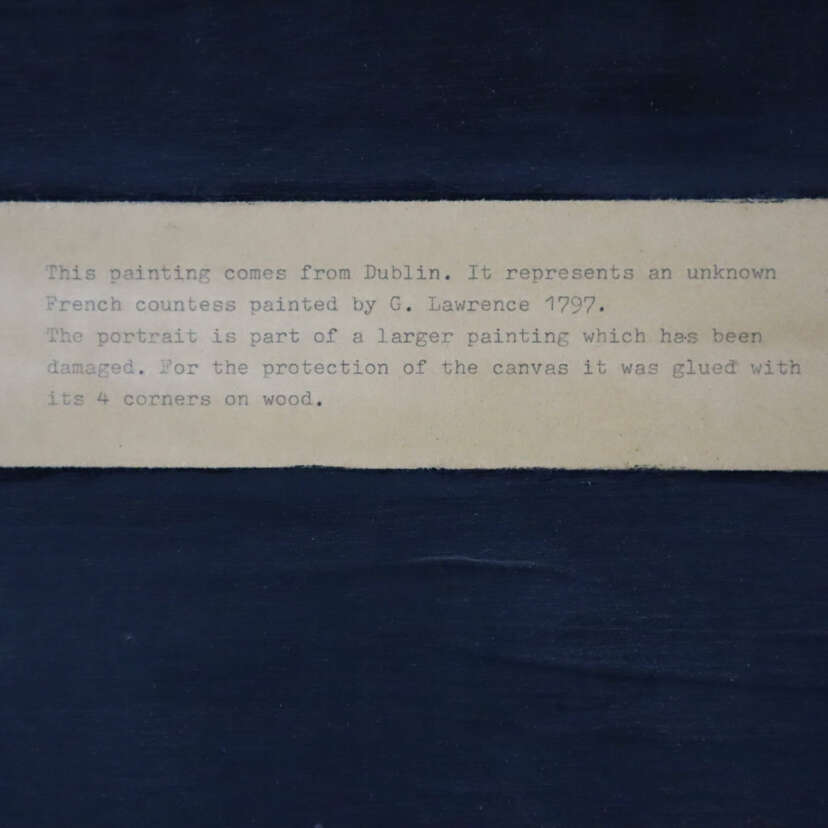 This painting comes from Dublin. It represents an unknown
French countess painted by G. Lawrence 1797.
The portrait is part of a larger painting which has been
damaged. For the protection of the canvas it was glued with
its 4 corners on wood.